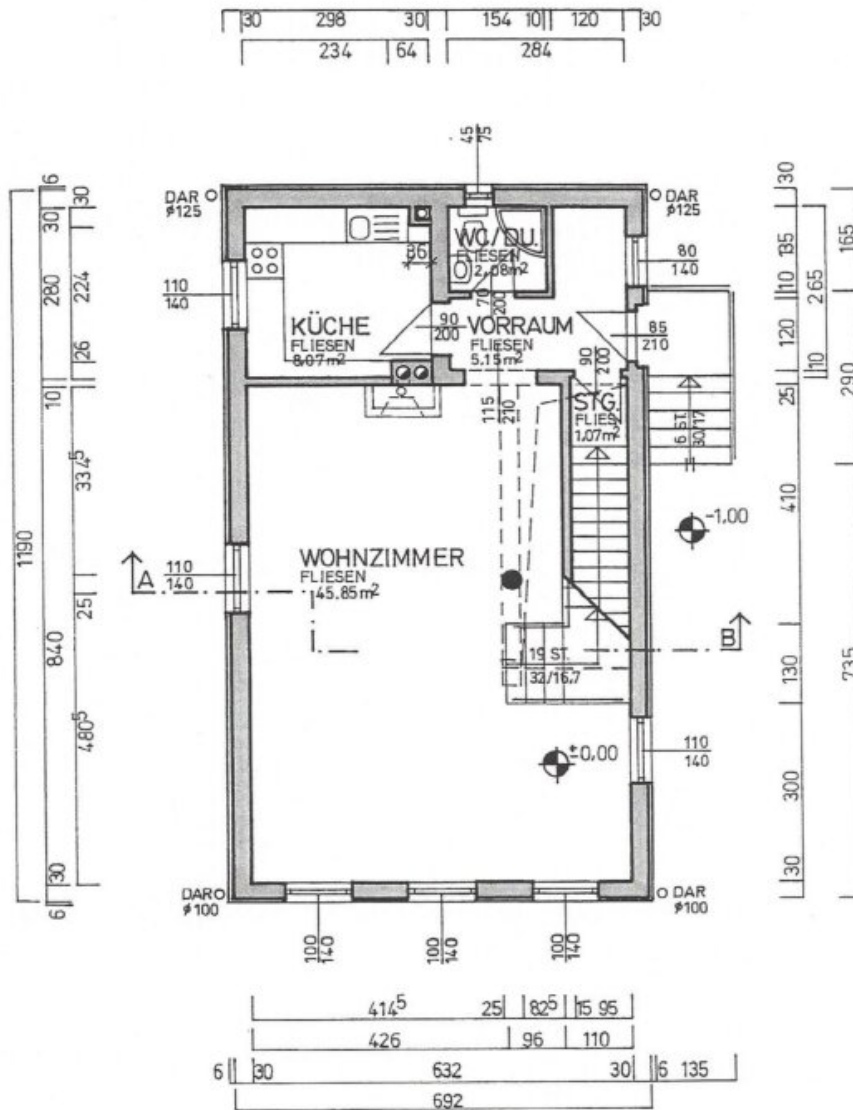 30 298 30 154 10 120 30
234 64 284
45
75
DAR
ø125
DAR
ø125
WC/DU.
FLIESEN
2,08m²
86
80
140
110
140
70
200
KÜCHE
FLIESEN
8,07m²
90
200
VORRAUM
FLIESEN
5.15m²
85
210
90
200
115
210
STG.
FLIES
1,07m²
6 ST.
30/17
-1,00
WOHNZIMMER
FLIESEN
45.85m²
110
140
A
B
19 ST.
32/16,7
±0,00
110
140
DAR
ø100
DAR
ø100
100
140
100
140
100
140
6
1190
6
30
280
10
840
30
30
224
26
334⁵
25
480⁵
30
135
10
120
25
410
130
300
30
265
10
165
290
735
414⁵ 25 82⁵ 15 95
426 96 110
6 30 632 30 6 135
692